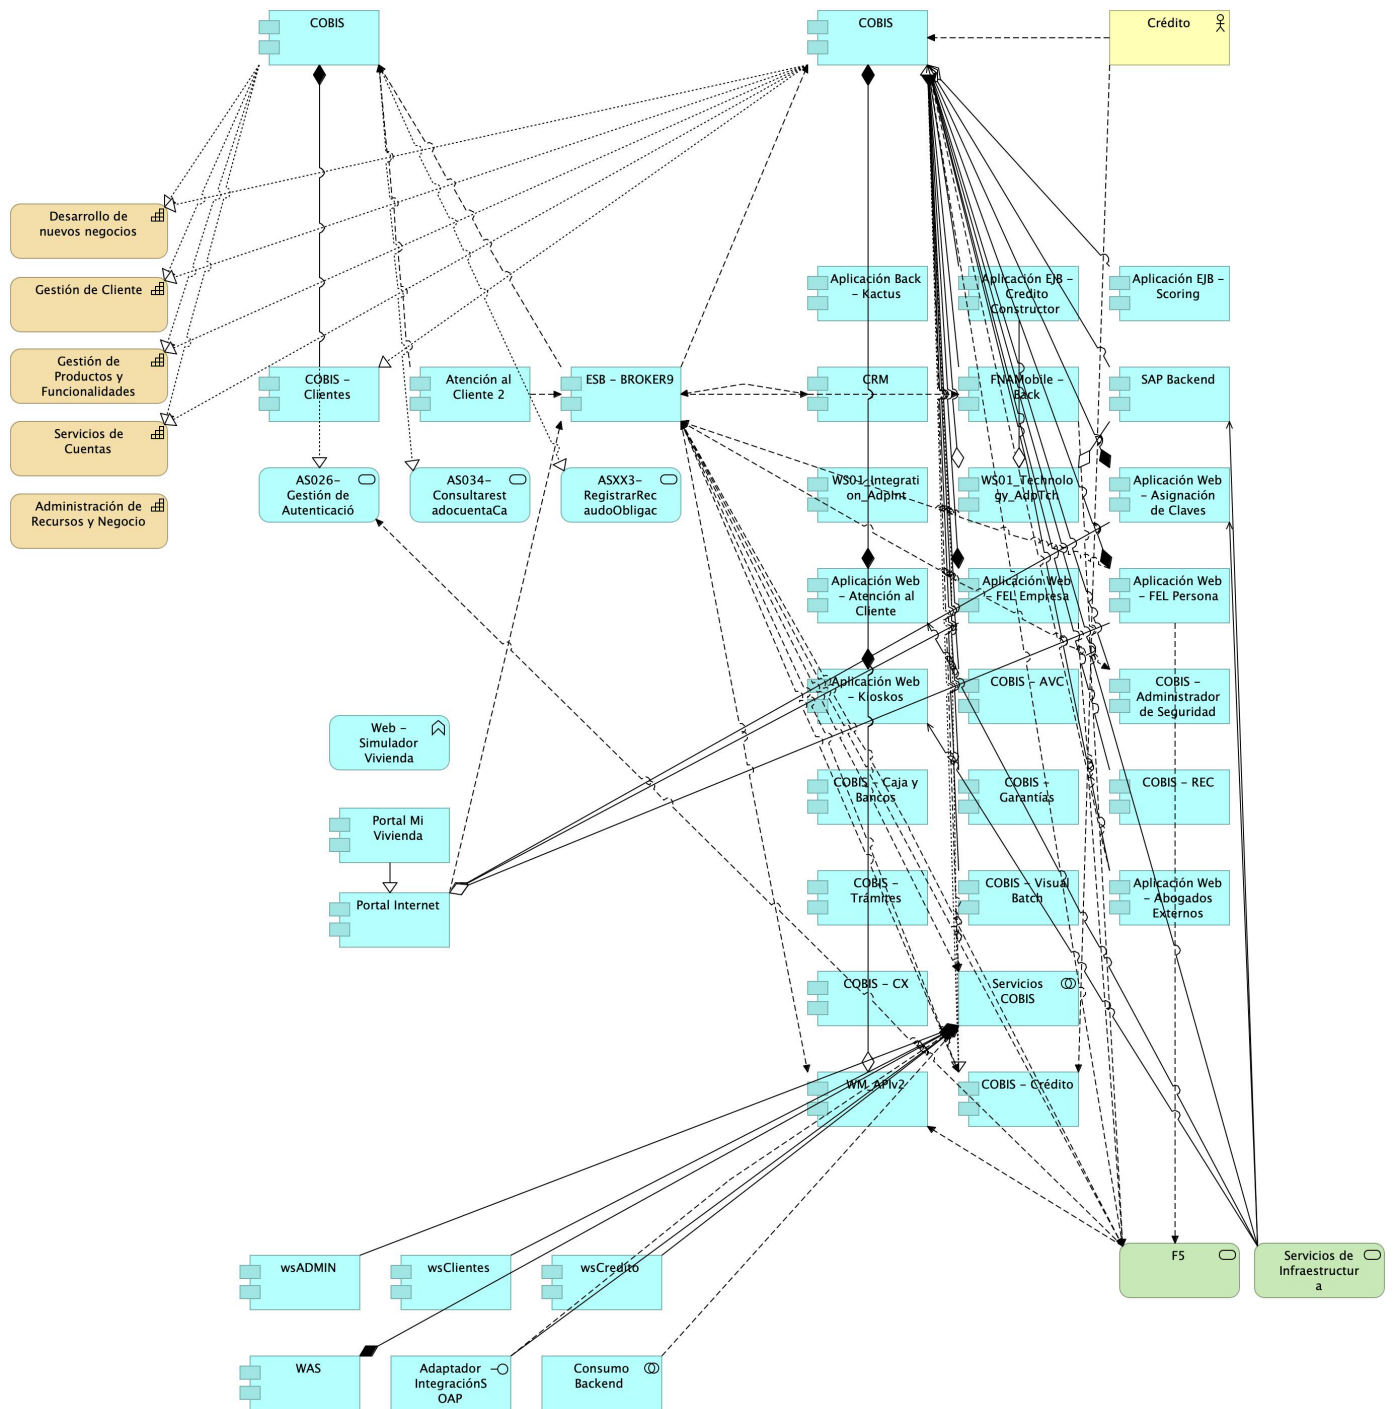 COBIS
COBIS
Crédito
Desarrollo de
nuevos negocios
Gestión de Cliente
Gestión de
Productos y
Funcionalidades
Servicios de
Cuentas
Administración de
Recursos y Negocio
Aplicación Back
– Kactus
Aplicación EJB –
Credito
Constructor
Aplicación EJB –
Scoring
COBIS –
Clientes
Atención al
Cliente 2
ESB – BROKER9
CRM
FNAMobile –
Back
SAP Backend
AS026–
Gestión de
Autenticació
AS034–
Consultarest
adocuentaCa
ASXX3–
RegistrarRec
audoObligac
WS01_Integrati
on_AdpInt
WS01_Technolo
gy_AdpTch
Aplicación Web
– Asignación
de Claves
Aplicación Web
– Atención al
Cliente
Aplicación Web
– FEL Empresa
Aplicación Web
– FEL Persona
Aplicación Web
– Kioskos
COBIS – AVC
COBIS –
Administrador
de Seguridad
Web –
Simulador
Vivienda
COBIS – Caja y
Bancos
COBIS –
Garantías
COBIS – REC
Portal Mi
Vivienda
Portal Internet
COBIS –
Trámites
COBIS – Visual
Batch
Aplicación Web
– Abogados
Externos
COBIS – CX
Servicios
COBIS
WM_APIv2
COBIS – Crédito
wsADMIN
wsClientes
wsCredito
F5
Servicios de
Infraestructur
a
WAS
Adaptador
IntegraciónS
OAP
Consumo
Backend